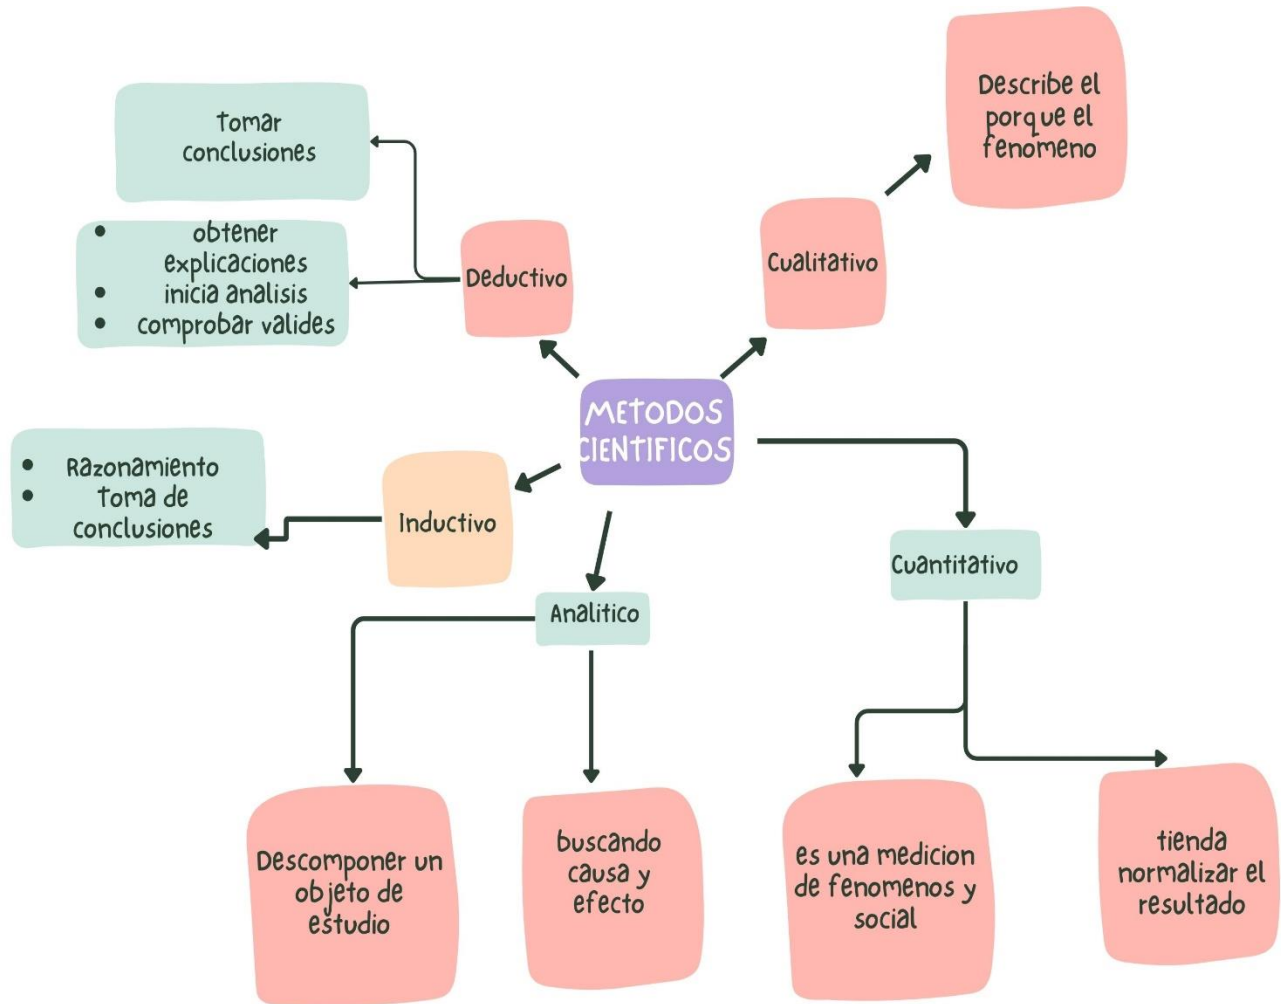 Describe el
porque el
fenomeno
Tomar
conclusiones
• obtener
explicaciones
• inicia analisis
• comprobar valides
Deductivo
Cualitativo
METODOS
CIENTIFICOS
• Razonamiento
• Toma de
conclusiones
Inductivo
Cuantitativo
Analitico
Descomponer un
objeto de
estudio
buscando
causa y
efecto
es una medicion
de fenomenos y
social
tienda
normalizar el
resultado